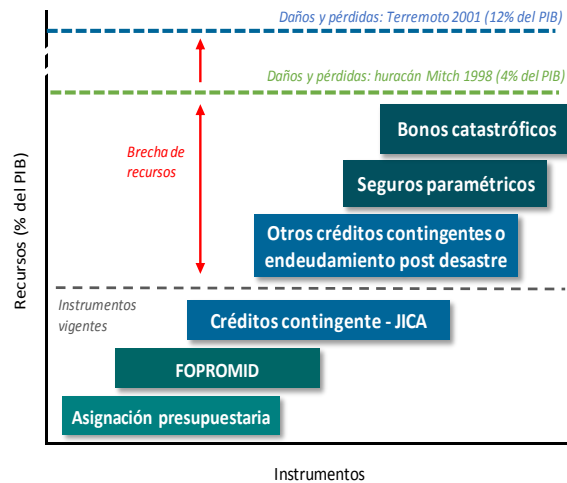 Daños y pérdidas: Terremoto 2001 (12% del PIB)
Daños y pérdidas: huracán Mitch 1998 (4% del PIB)
Bonos catastróficos
Brecha de
recursos
Seguros paramétricos
Otros créditos contingentes o
endeudamiento post desastre
Recursos (% del PIB)
Instrumentos
vigentes
Créditos contingente - JICA
FOPROMID
Asignación presupuestaria
Instrumentos